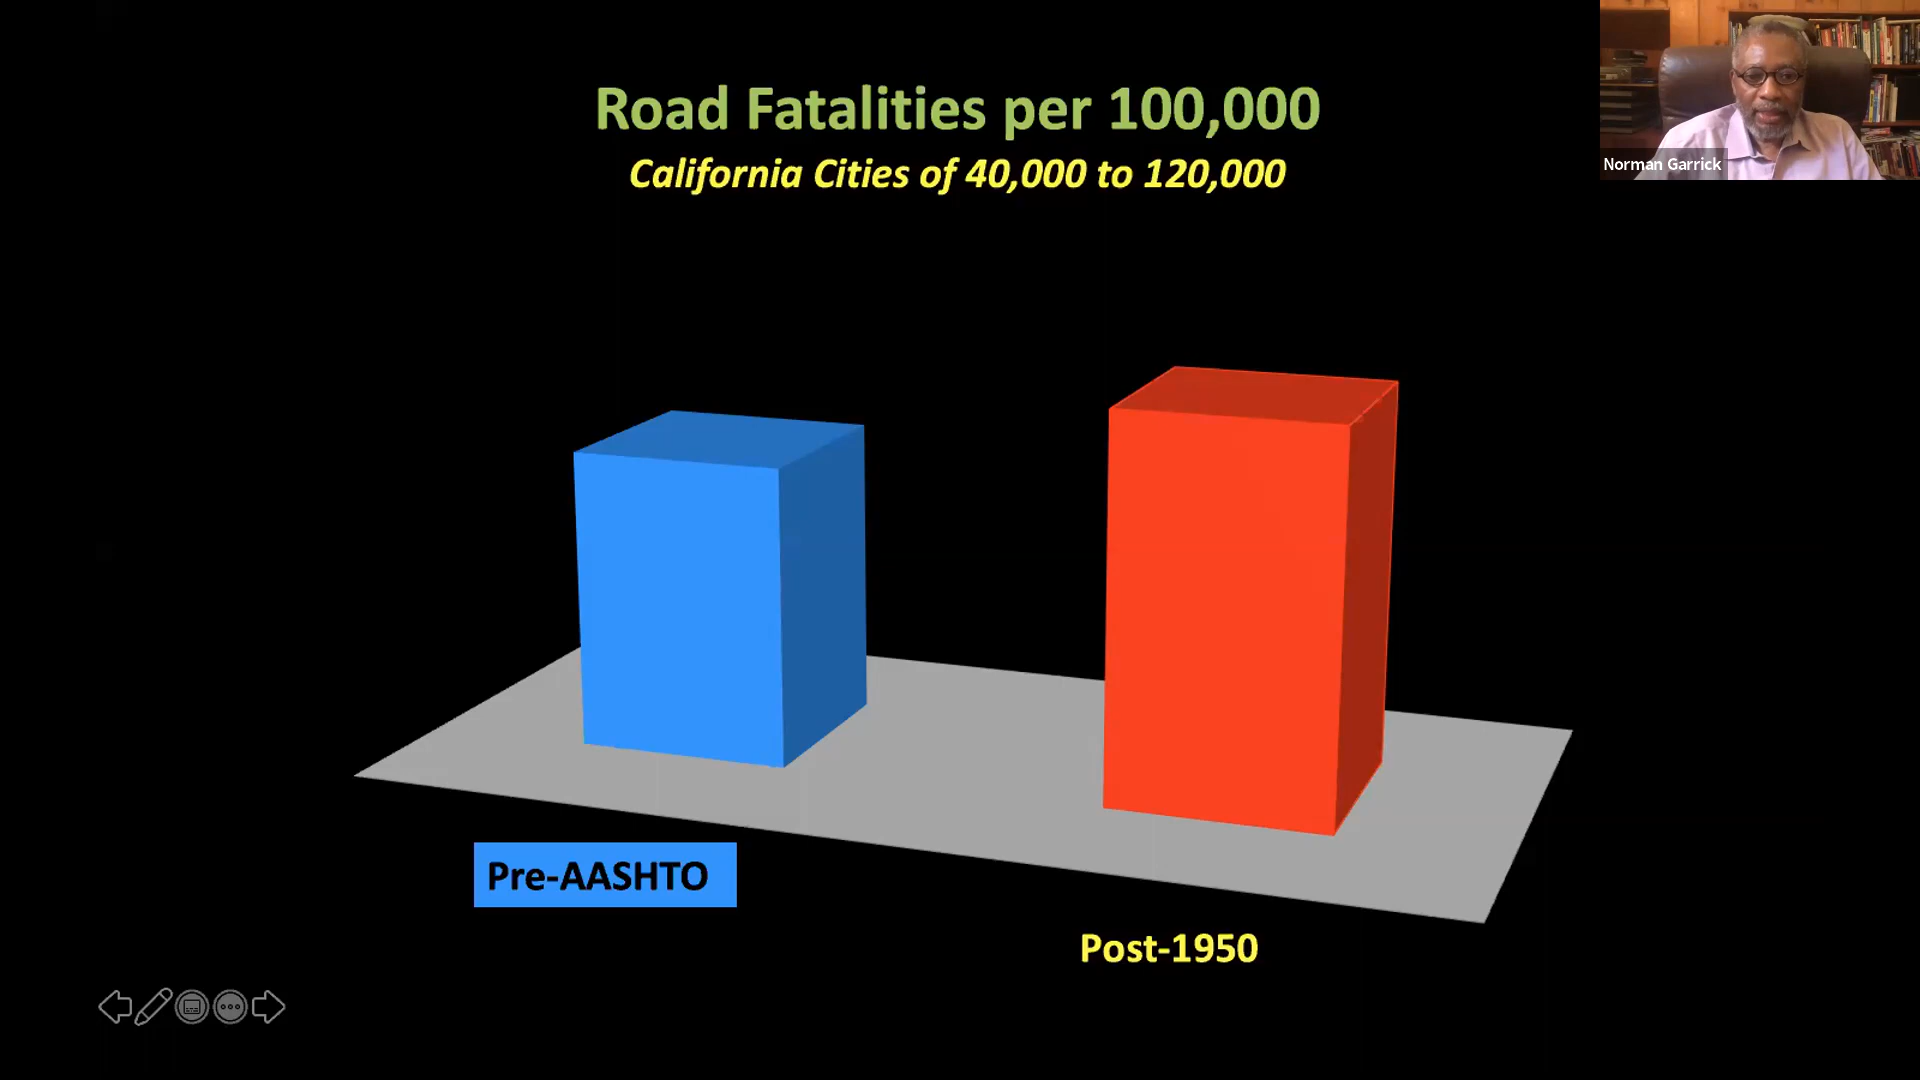 Road Fatalities per 100,000
California Cities of 40,000 to 120,000
Norman Garrick
Pre-AASHTO
Post-1950